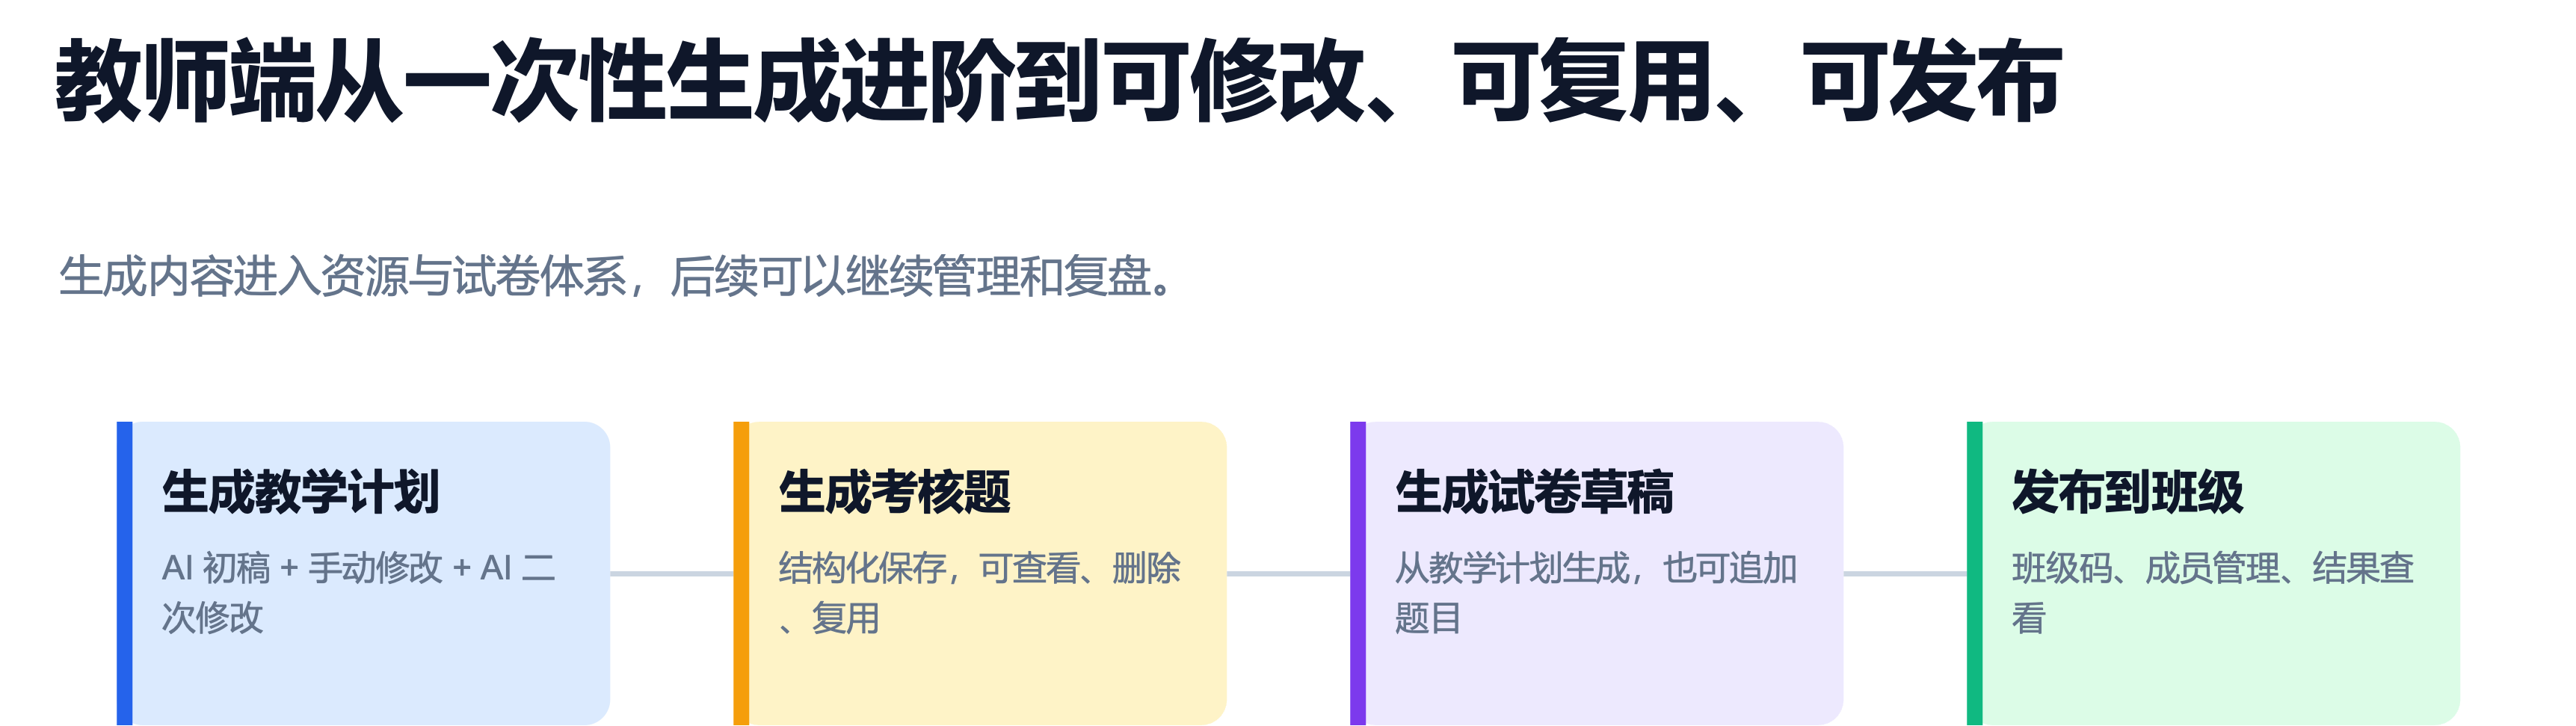 教师端从一次性生成进阶到可修改、可复用、可发布
生成内容进入资源与试卷体系，后续可以继续管理和复盘。
生成教学计划
AI 初稿 + 手动修改 + AI 二
次修改
生成考核题
结构化保存，可查看、删除
、复用
生成试卷草稿
从教学计划生成，也可追加
题目
发布到班级
班级码、成员管理、结果查
看